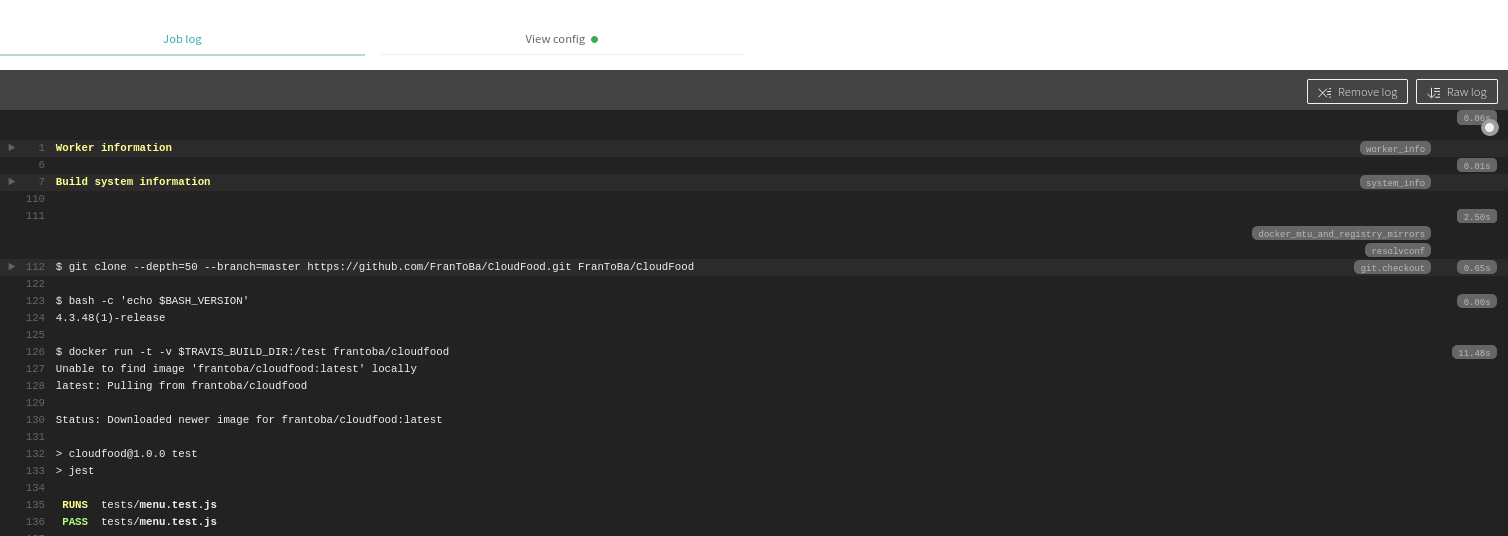 Job log
View config
Remove log
Raw log
0.06s
1 Worker information worker_info
6 0.01s
7 Build system information system_info
110
111 2.50s
docker_mtu_and_registry_mirrors
resolvconf
112 $ git clone --depth=50 --branch=master https://github.com/FranToBa/CloudFood.git FranToBa/CloudFood git.checkout 0.65s
122
123 $ bash -c 'echo $BASH_VERSION' 0.00s
124 4.3.48(1)-release
125
126 $ docker run -t -v $TRAVIS_BUILD_DIR:/test frantoba/cloudfood 11.48s
127 Unable to find image 'frantoba/cloudfood:latest' locally
128 latest: Pulling from frantoba/cloudfood
129
130 Status: Downloaded newer image for frantoba/cloudfood:latest
131
132 > cloudfood@1.0.0 test
133 > jest
134
135 RUNS tests/menu.test.js
136 PASS tests/menu.test.js